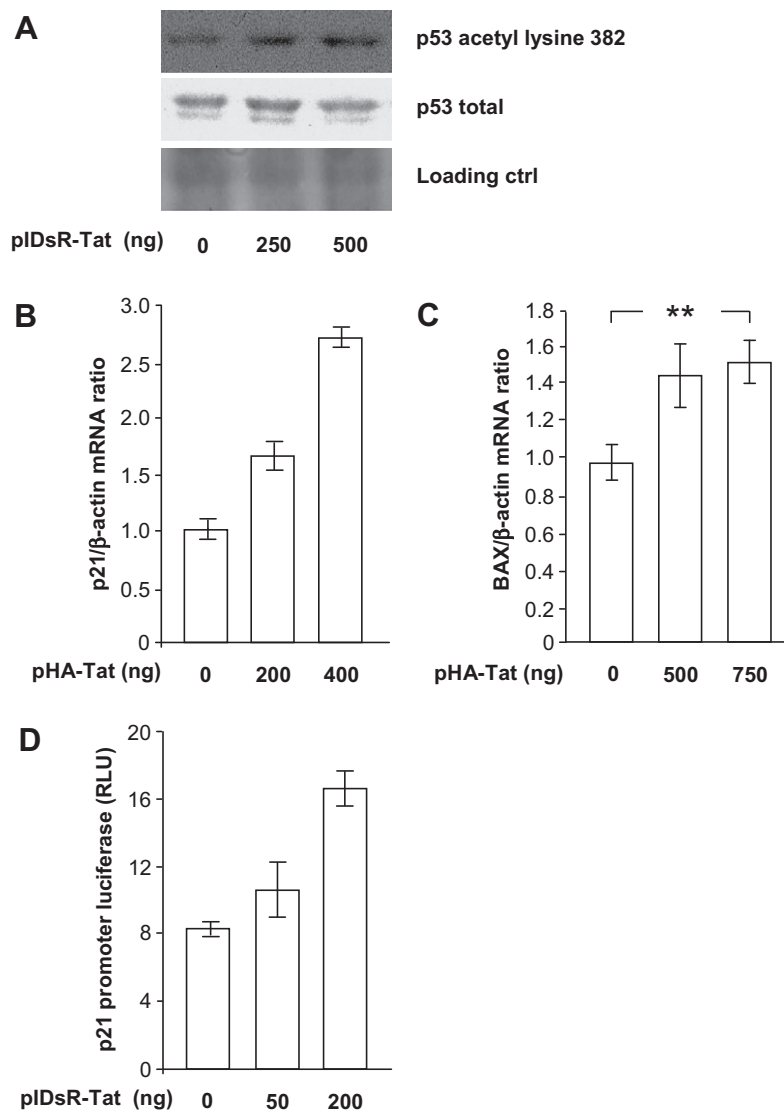 A
p53 acetyl lysine 382
p53 total
Loading ctrl
pIDsR-Tat (ng) 0 250 500
B
p21/β-actin mRNA ratio
3.0
2.5
2.0
1.5
1.0
0.5
0
pHA-Tat (ng) 0 200 400
C
BAX/β-actin mRNA ratio
**
1.8
1.6
1.4
1.2
1.0
0.8
0.6
0.4
0.2
0
pHA-Tat (ng) 0 500 750
D
p21 promoter luciferase (RLU)
20
16
12
8
4
0
pIDsR-Tat (ng) 0 50 200